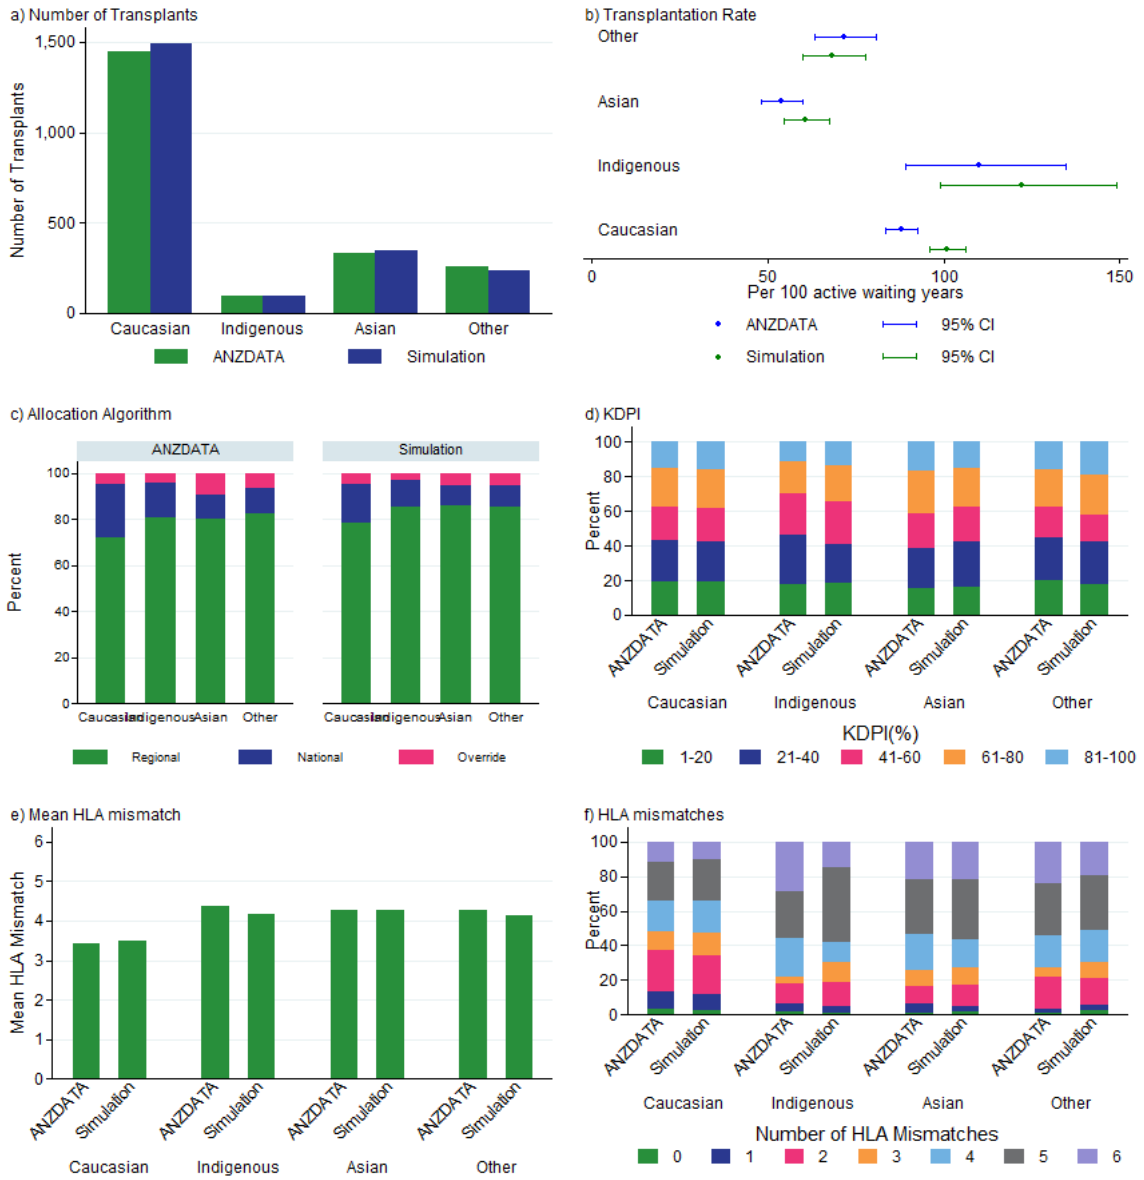 a) Number of Transplants
Number of Transplants
1,500
1,000
500
0
Caucasian Indigenous Asian Other
ANZDATA Simulation
b) Transplantation Rate
Other
Asian
Indigenous
Caucasian
0 50 100 150
Per 100 active waiting years
ANZDATA 95% CI
Simulation 95% CI
c) Allocation Algorithm
ANZDATA Simulation
Percent
100
80
60
40
20
0
Caucasian Indigenous Asian Other Caucasian Indigenous Asian Other
Regional National Override
d) KDPI
Percent
100
80
60
40
20
0
ANZDATA Simulation ANZDATA Simulation ANZDATA Simulation ANZDATA Simulation
Caucasian Indigenous Asian Other
KDPI(%)
1-20 21-40 41-60 61-80 81-100
e) Mean HLA mismatch
Mean HLA Mismatch
6
5
4
3
2
1
0
ANZDATA Simulation ANZDATA Simulation ANZDATA Simulation ANZDATA Simulation
Caucasian Indigenous Asian Other
f) HLA mismatches
Percent
100
80
60
40
20
0
ANZDATA Simulation ANZDATA Simulation ANZDATA Simulation ANZDATA Simulation
Caucasian Indigenous Asian Other
Number of HLA Mismatches
0 1 2 3 4 5 6